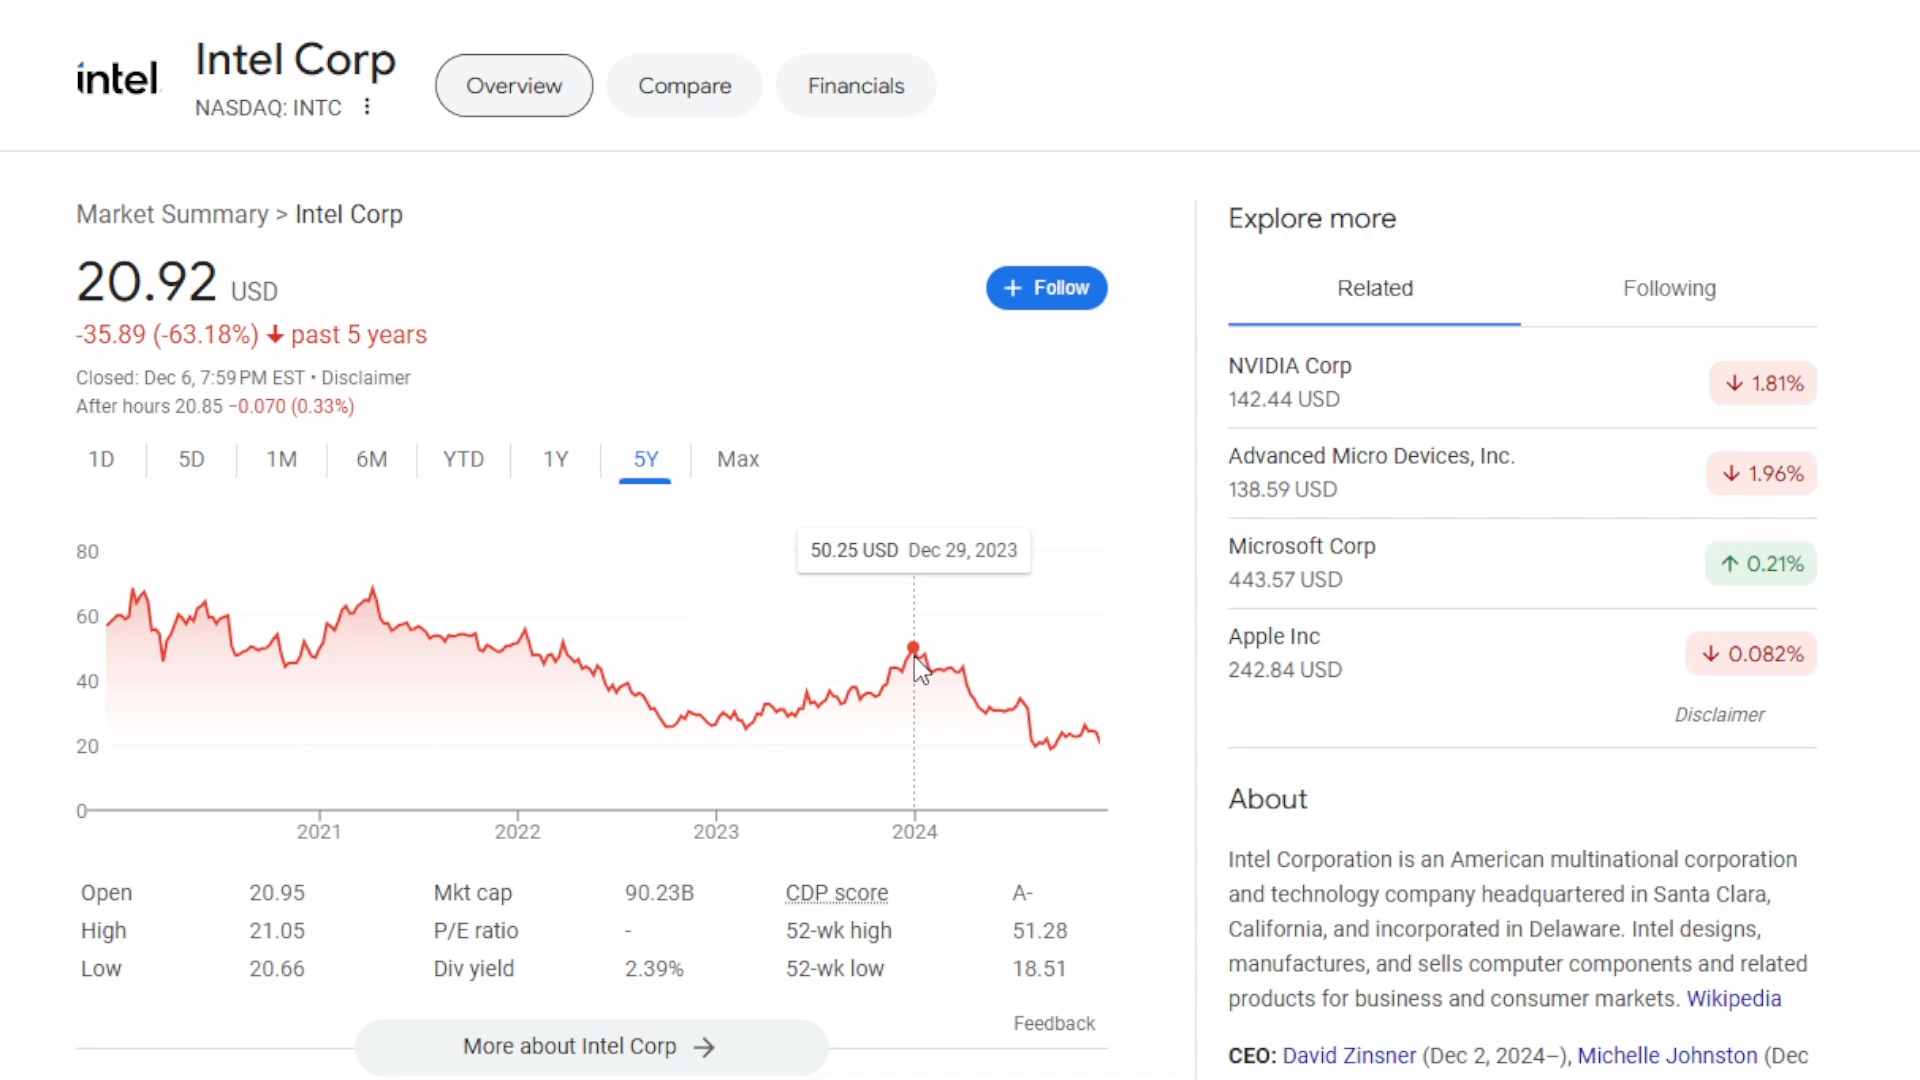 intel
Intel Corp
NASDAQ: INTC
Overview
Compare
Financials
Market Summary > Intel Corp
20.92 USD
-35.89 (-63.18%) past 5 years
Closed: Dec 6, 7:59 PM EST • Disclaimer
After hours 20.85 −0.070 (0.33%)
+ Follow
1D 5D 1M 6M YTD 1Y 5Y Max
50.25 USD Dec 29, 2023
80
60
40
20
0
2021 2022 2023 2024
Open 20.95 Mkt cap 90.23B CDP score A-
High 21.05 P/E ratio - 52-wk high 51.28
Low 20.66 Div yield 2.39% 52-wk low 18.51
Feedback
More about Intel Corp
Explore more
Related Following
NVIDIA Corp
142.44 USD
1.81%
Advanced Micro Devices, Inc.
138.59 USD
1.96%
Microsoft Corp
443.57 USD
0.21%
Apple Inc
242.84 USD
0.082%
Disclaimer
About
Intel Corporation is an American multinational corporation
and technology company headquartered in Santa Clara,
California, and incorporated in Delaware. Intel designs,
manufactures, and sells computer components and related
products for business and consumer markets. Wikipedia
CEO: David Zinsner (Dec 2, 2024–), Michelle Johnston (Dec